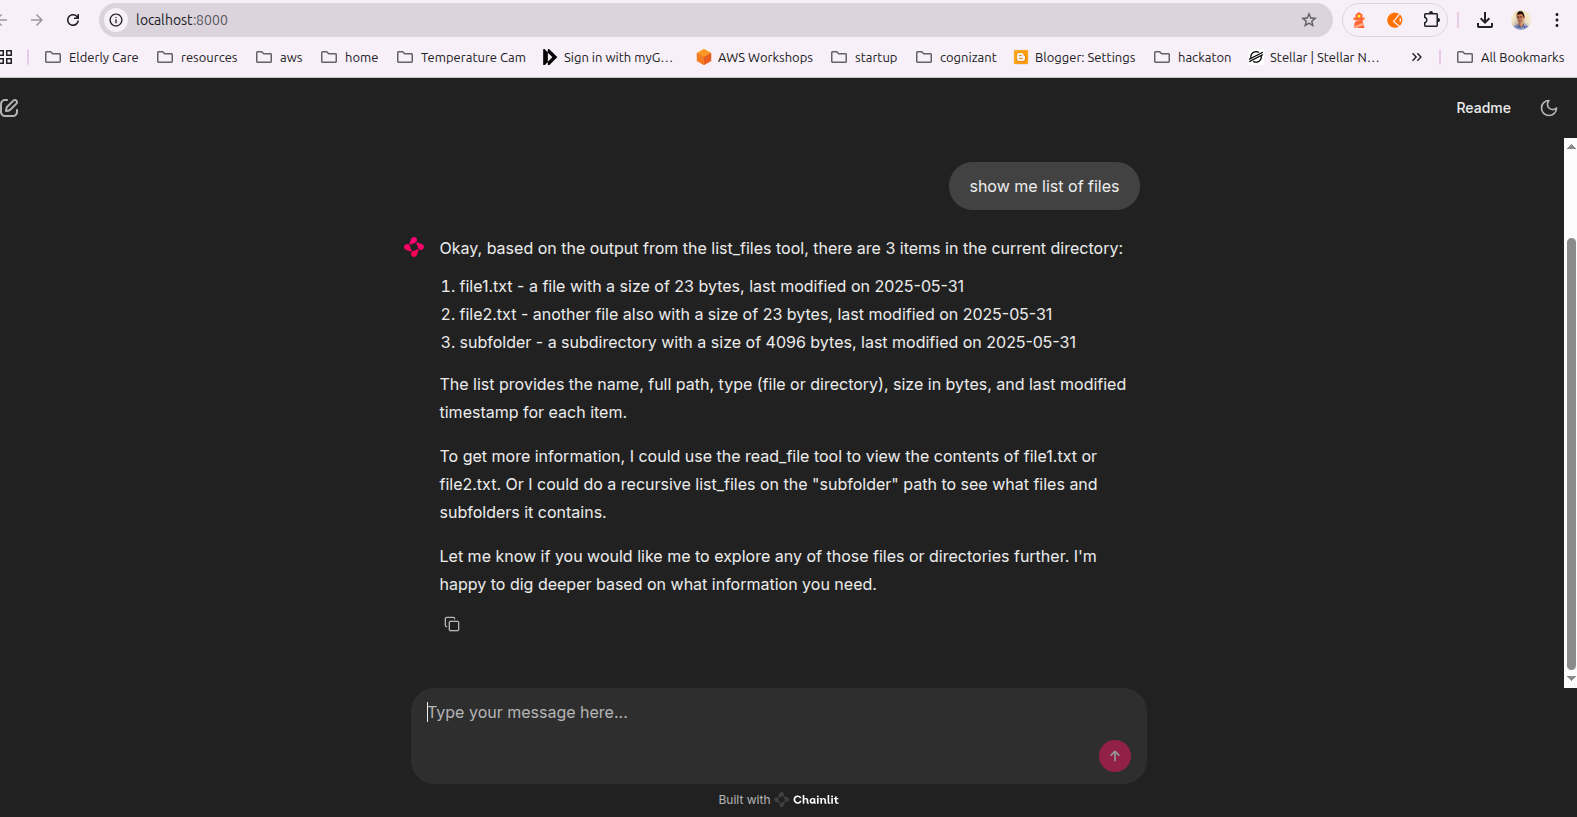 localhost:8000
Elderly Care resources aws home Temperature Cam Sign in with myG... AWS Workshops startup cognizant Blogger: Settings hackaton Stellar | Stellar N... » All Bookmarks
Readme
show me list of files
Okay, based on the output from the list_files tool, there are 3 items in the current directory:
1. file1.txt - a file with a size of 23 bytes, last modified on 2025-05-31
2. file2.txt - another file also with a size of 23 bytes, last modified on 2025-05-31
3. subfolder - a subdirectory with a size of 4096 bytes, last modified on 2025-05-31
The list provides the name, full path, type (file or directory), size in bytes, and last modified
timestamp for each item.
To get more information, I could use the read_file tool to view the contents of file1.txt or
file2.txt. Or I could do a recursive list_files on the "subfolder" path to see what files and
subfolders it contains.
Let me know if you would like me to explore any of those files or directories further. I'm
happy to dig deeper based on what information you need.
Type your message here...
Built with Chainlit